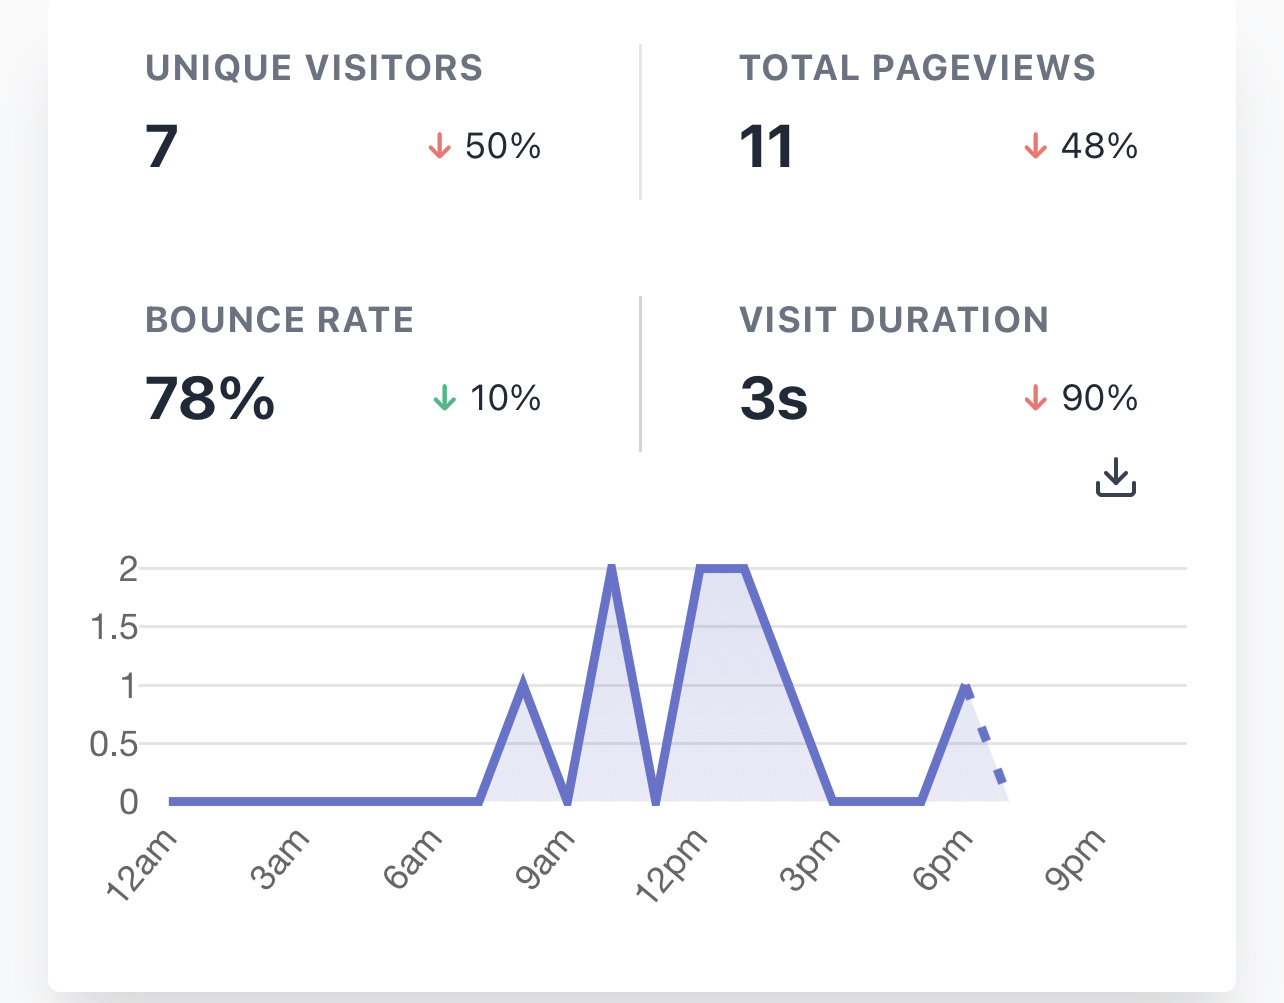 UNIQUE VISITORS
7
50%
TOTAL PAGEVIEWS
11
48%
BOUNCE RATE
78%
10%
VISIT DURATION
3s
90%
2
1.5
1
0.5
0
12am
3am
6am
9am
12pm
3pm
6pm
9pm